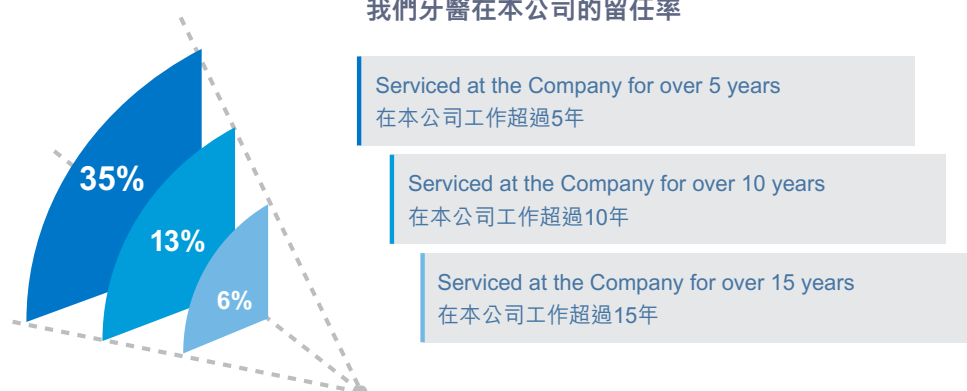 我們牙醫在本公司的留任率
Serviced at the Company for over 5 years
在本公司工作超過5年
35%
Serviced at the Company for over 10 years
在本公司工作超過10年
13%
Serviced at the Company for over 15 years
在本公司工作超過15年
6%